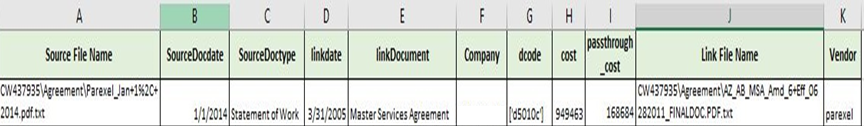 A B C D E F G H I J K
Source File Name SourceDocdate SourceDoctype linkdate linkDocument Company dcode cost passthrough_cost Link File Name Vendor
CW437935\Agreement\Parexel_Jan+1%2C+ CW437935\Agreement\AZ_AB_MSA_Amd_6+Eff_06
2014.pdf.txt 1/1/2014 Statement of Work 3/31/2005 Master Services Agreement ['d5010c'] 949463 168684 282011_FINALDOC.PDF.txt parexel